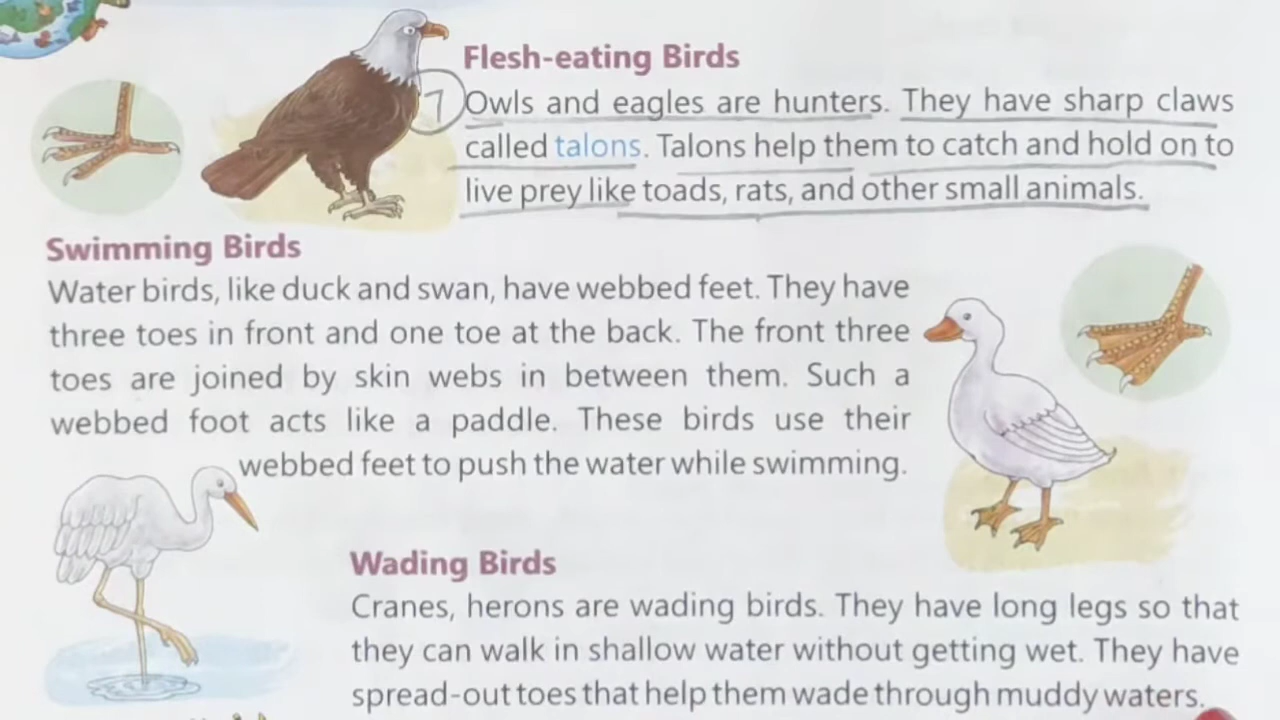 Flesh-eating Birds
7 Owls and eagles are hunters. They have sharp claws
called talons. Talons help them to catch and hold on to
live prey like toads, rats, and other small animals.
Swimming Birds
Water birds, like duck and swan, have webbed feet. They have
three toes in front and one toe at the back. The front three
toes are joined by skin webs in between them. Such a
webbed foot acts like a paddle. These birds use their
webbed feet to push the water while swimming.
Wading Birds
Cranes, herons are wading birds. They have long legs so that
they can walk in shallow water without getting wet. They have
spread-out toes that help them wade through muddy waters.